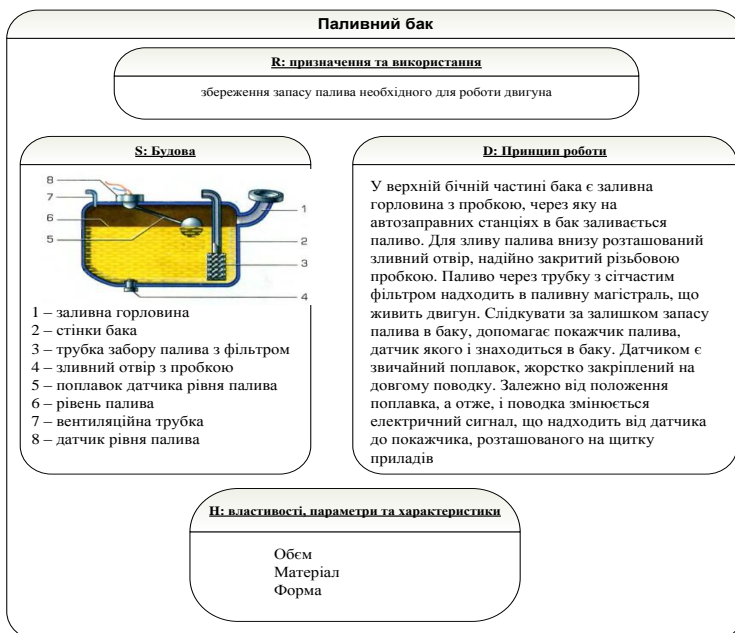 Паливний бак
R: призначення та використання
збереження запасу палива необхідного для роботи двигуна
S: Будова
8
7
6
5
1
2
3
4
1 – заливна горловина
2 – стінки бака
3 – трубка забору палива з фільтром
4 – зливний отвір з пробкою
5 – поплавок датчика рівня палива
6 – рівень палива
7 – вентиляційна трубка
8 – датчик рівня палива
D: Принцип роботи
У верхній бічній частині бака є заливна
горловина з пробкою, через яку на
автозаправних станціях в бак заливається
паливо. Для зливу палива внизу розташований
зливний отвір, надійно закритий різьбовою
пробкою. Паливо через трубку з сітчастим
фільтром надходить в паливну магістраль, що
живить двигун. Слідкувати за залишком запасу
палива в баку, допомагає покажчик палива,
датчик якого і знаходиться в баку. Датчиком є
звичайний поплавок, жорстко закріплений на
довгому поводку. Залежно від положення
поплавка, а отже, і поводка змінюється
електричний сигнал, що надходить від датчика
до покажчика, розташованого на щитку
приладів
H: властивості, параметри та характеристики
Обєм
Матеріал
Форма